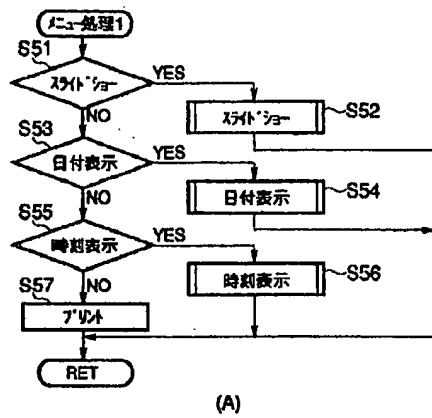 メニュー処理1
S51
スライドショー
YES
スライドショー
S52
NO
S53
日付表示
YES
日付表示
S54
NO
S55
時刻表示
YES
時刻表示
S56
NO
S57
プリント
RET
(A)